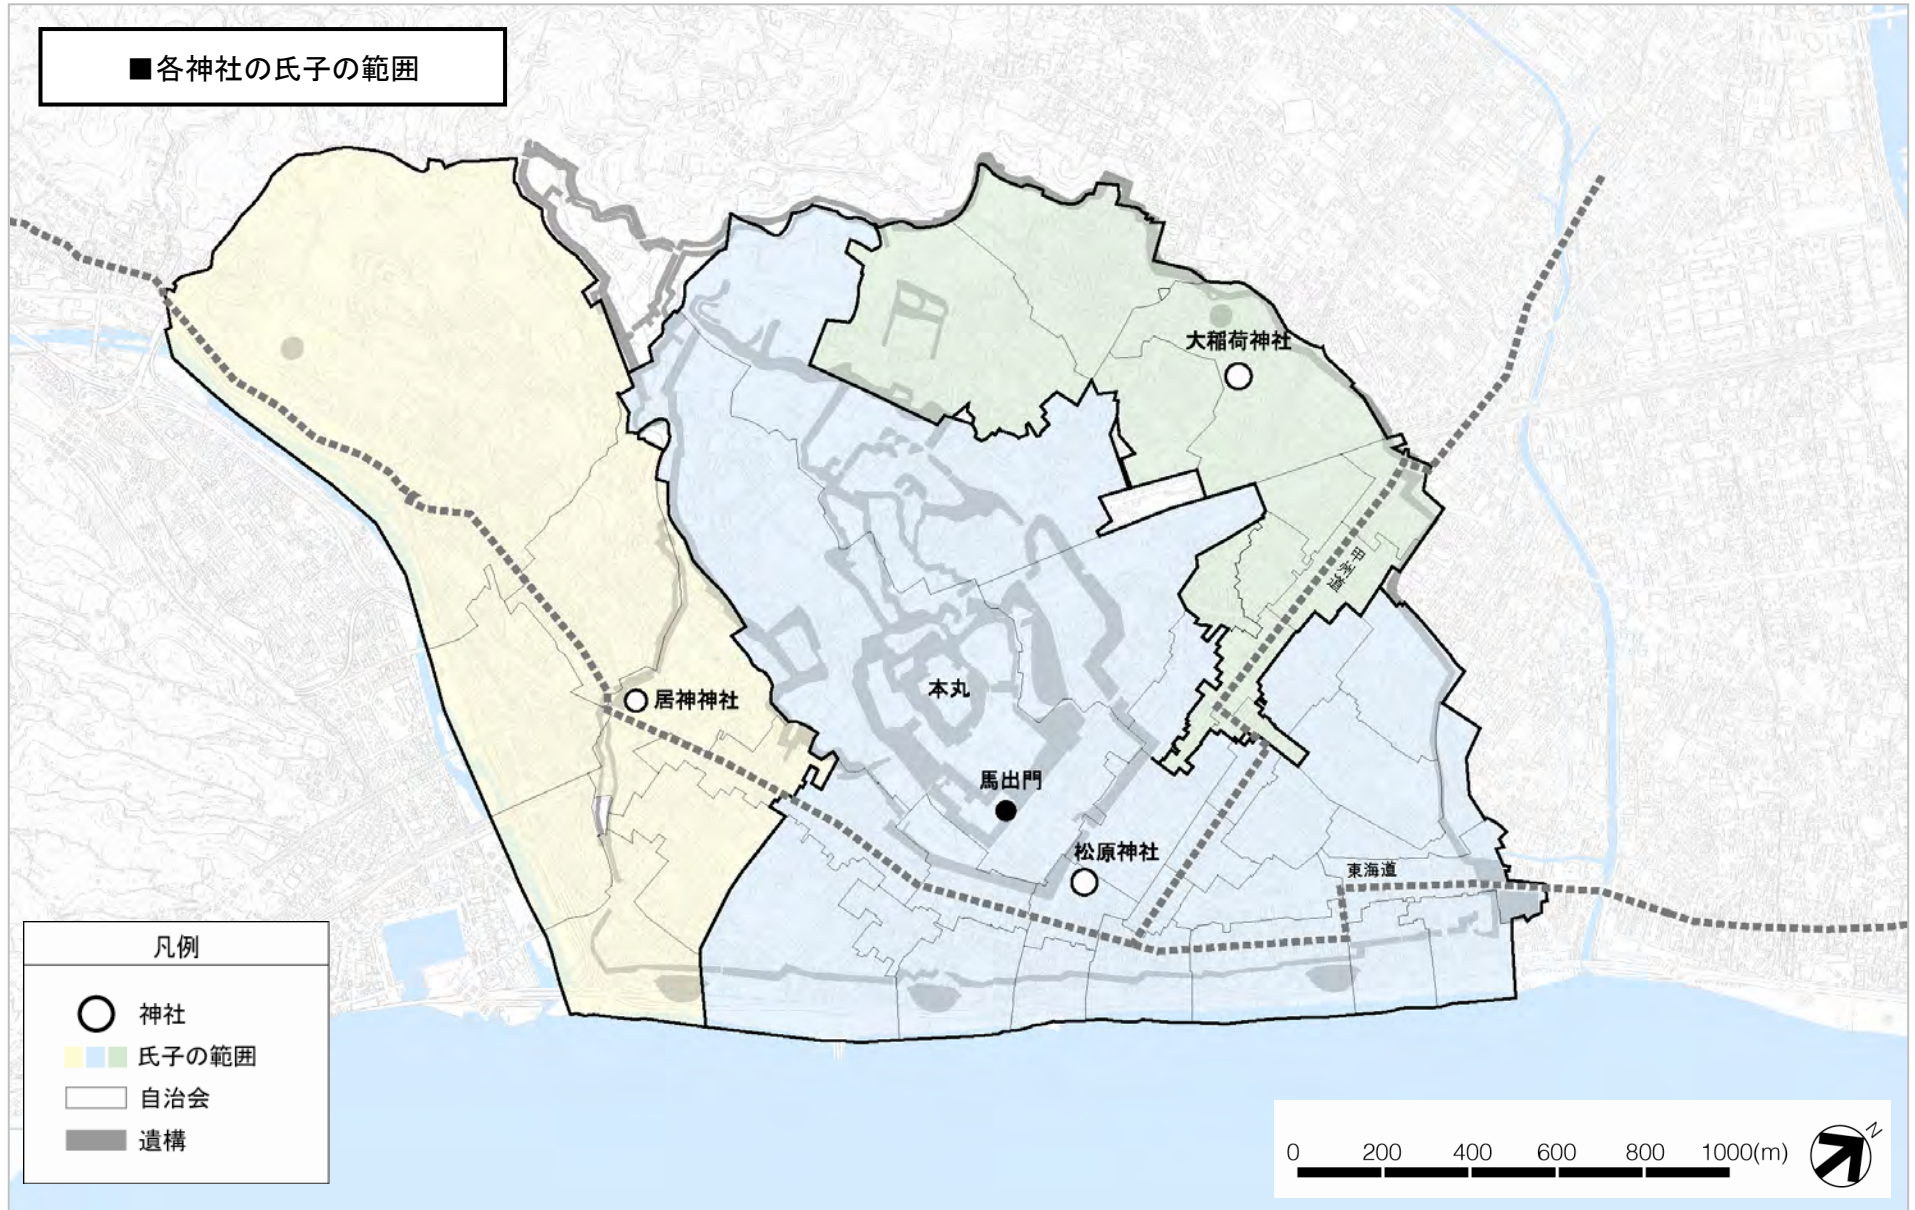 ■各神社の氏子の範囲
大稲荷神社
甲州道
居神神社
本丸
馬出門
松原神社
東海道
凡例
神社
氏子の範囲
自治会
遺構
0 200 400 600 800 1000(m)
N